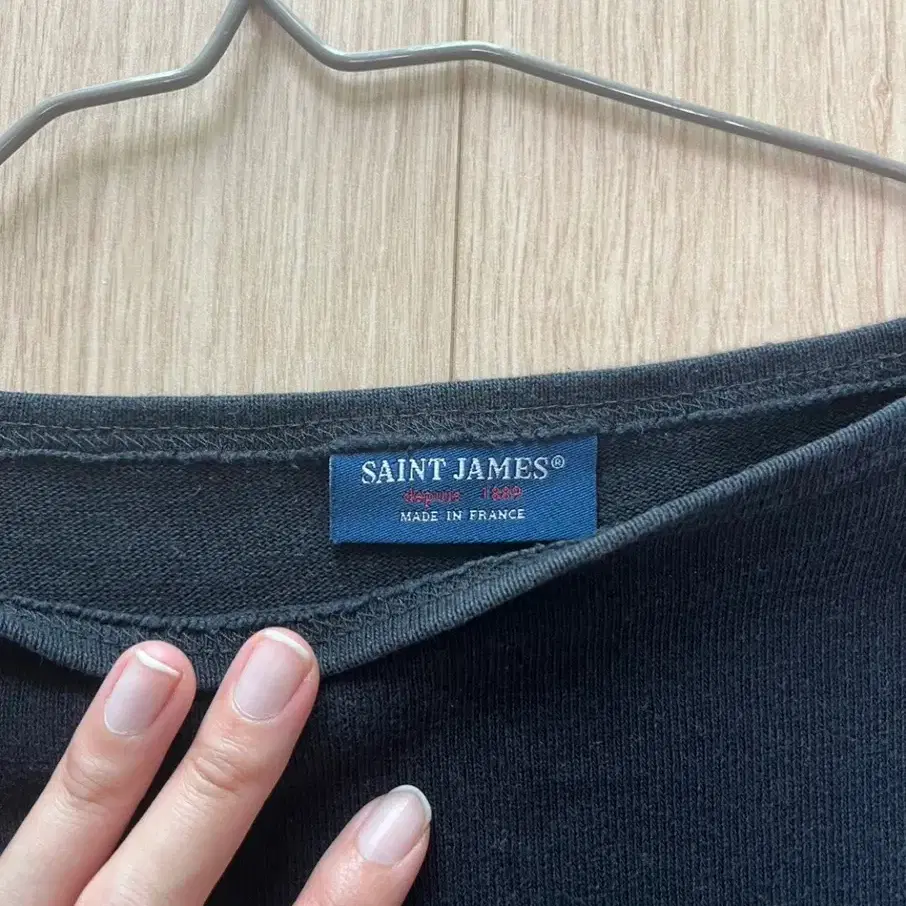 SAINT JAMES®
depuis 1889
MADE IN FRANCE